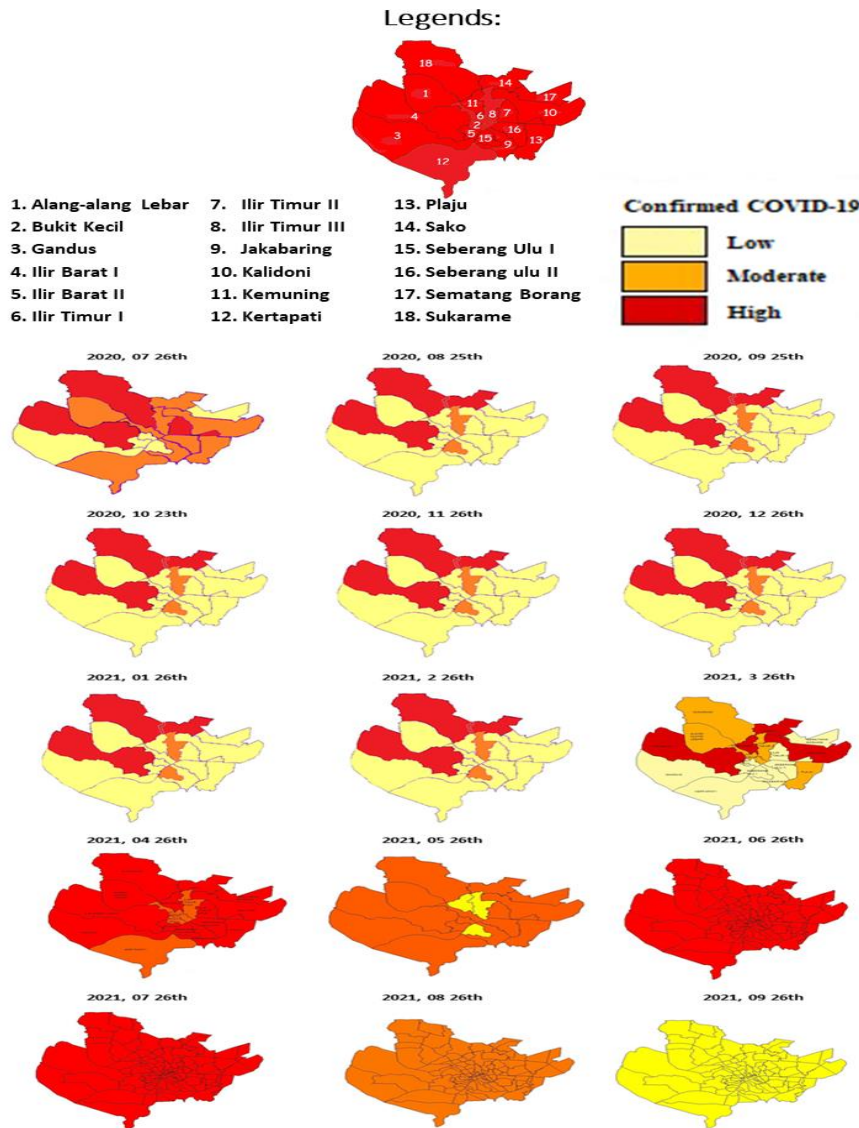 Legends:
18
14
1
17
11
4
6 8 7
10
2
16
3
5 15
13
9
12
1. Alang-alang Lebar
2. Bukit Kecil
3. Gandus
4. Ilir Barat I
5. Ilir Barat II
6. Ilir Timur I
7. Ilir Timur II
8. Ilir Timur III
9. Jakabaring
10. Kalidoni
11. Kemuning
12. Kertapati
13. Plaju
14. Sako
15. Seberang Ulu I
16. Seberang ulu II
17. Sematang Borang
18. Sukarame
Confirmed COVID-19
Low
Moderate
High
2020, 07 26th
2020, 08 25th
2020, 09 25th
2020, 10 23th
2020, 11 26th
2020, 12 26th
2021, 01 26th
2021, 2 26th
2021, 3 26th
2021, 04 26th
2021, 05 26th
2021, 06 26th
2021, 07 26th
2021, 08 26th
2021, 09 26th